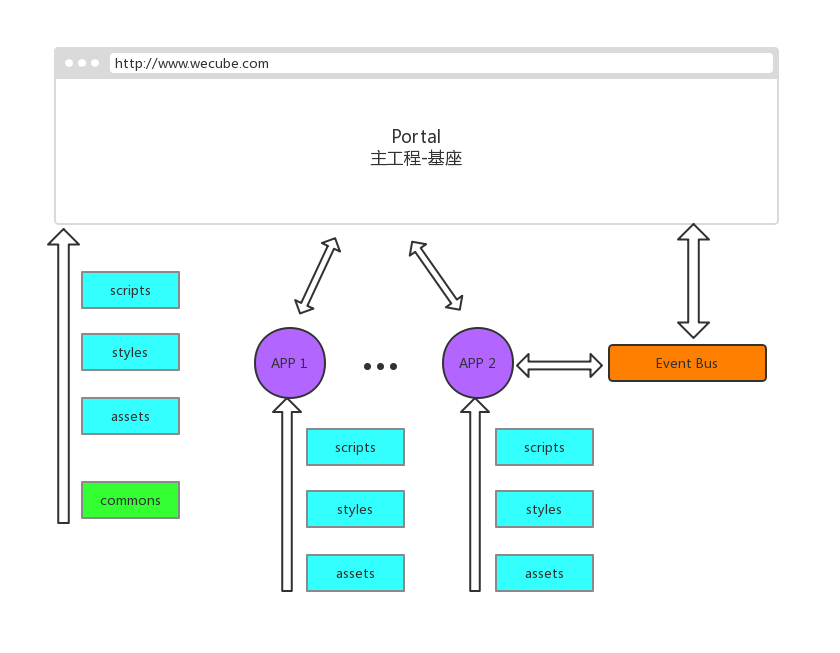 http://www.wecube.com
Portal
主工程-基座
scripts
styles
assets
commons
APP 1
APP 2
Event Bus
scripts
styles
assets
scripts
styles
assets